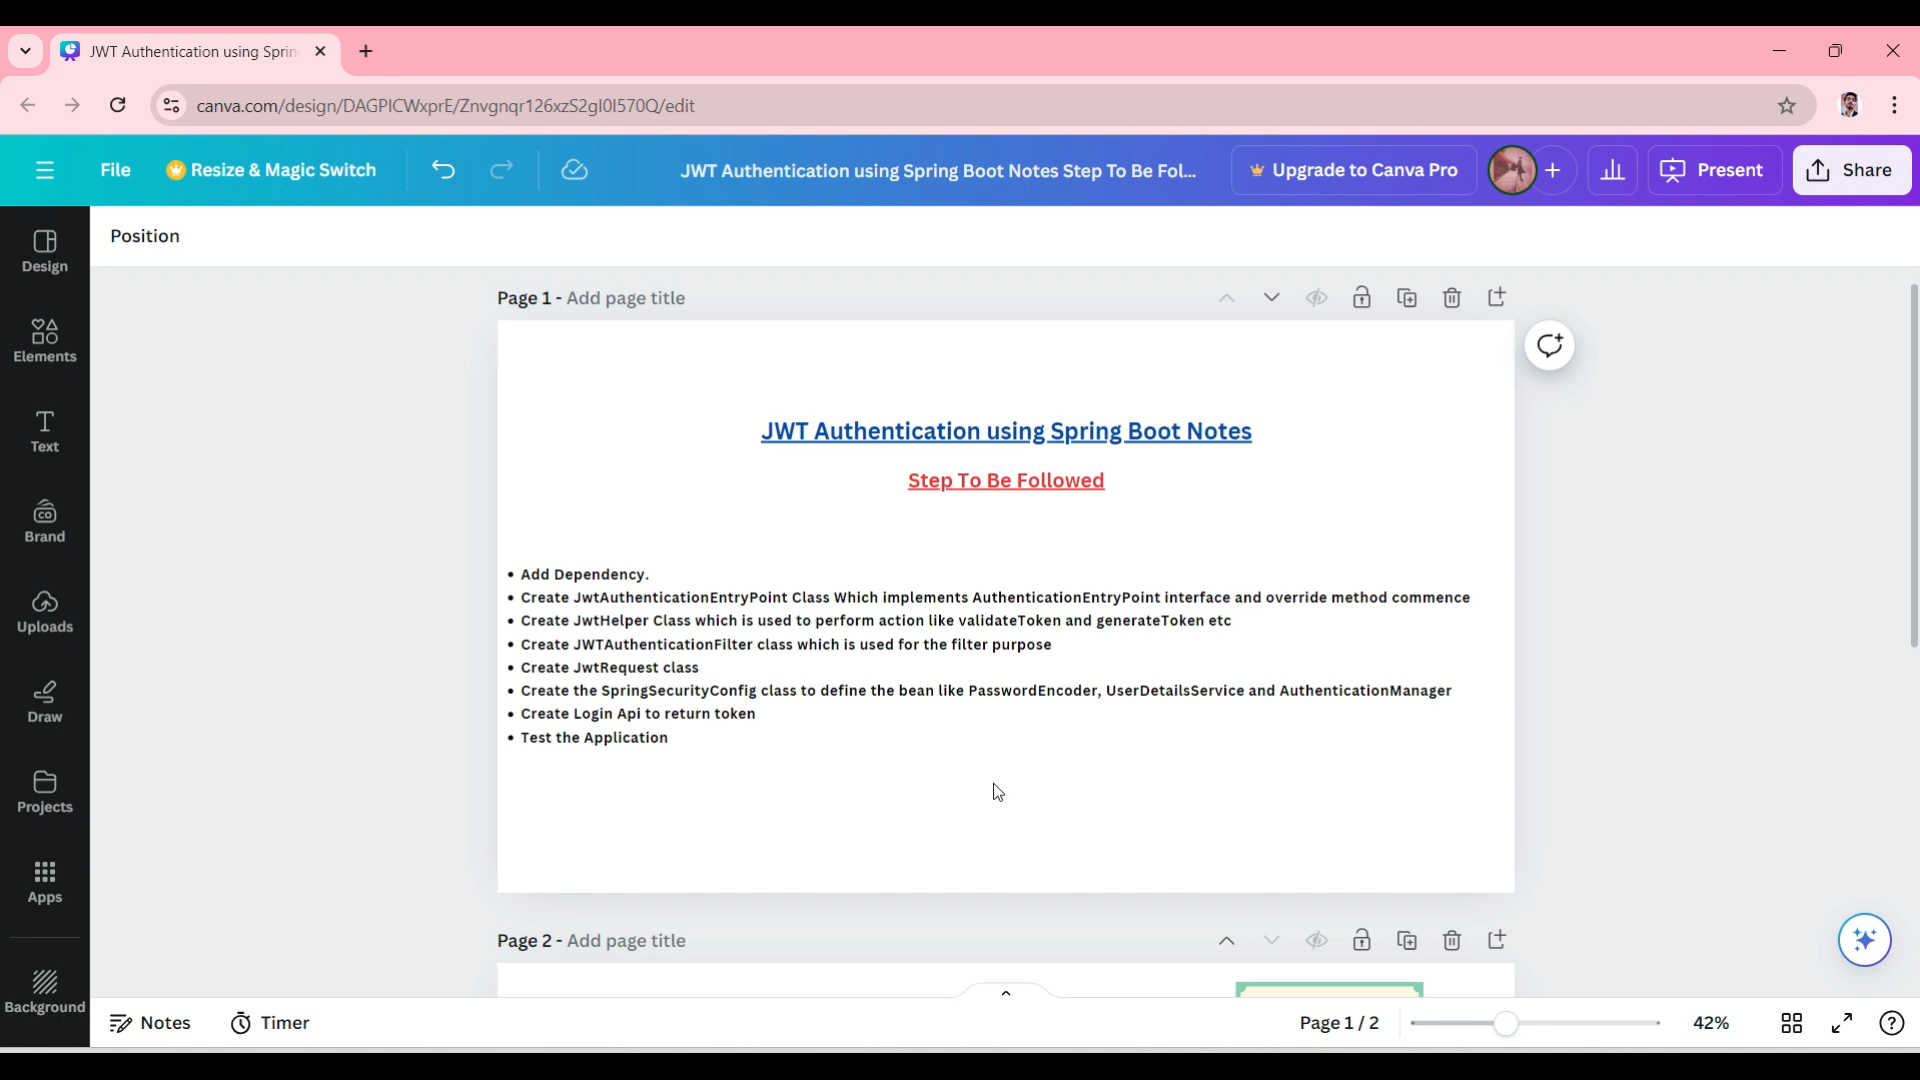 JWT Authentication using Sprin
canva.com/design/DAGPICWxprE/Znvgnqr126xzS2gI0I570Q/edit
File
Resize & Magic Switch
JWT Authentication using Spring Boot Notes Step To Be Fol...
Upgrade to Canva Pro
Present
Share
Position
Design
Elements
Text
Brand
Uploads
Draw
Projects
Apps
Background
Page 1 - Add page title
JWT Authentication using Spring Boot Notes
Step To Be Followed
• Add Dependency.
• Create JwtAuthenticationEntryPoint Class Which implements AuthenticationEntryPoint interface and override method commence
• Create JwtHelper Class which is used to perform action like validateToken and generateToken etc
• Create JWTAuthenticationFilter class which is used for the filter purpose
• Create JwtRequest class
• Create the SpringSecurityConfig class to define the bean like PasswordEncoder, UserDetailsService and AuthenticationManager
• Create Login Api to return token
• Test the Application
Page 2 - Add page title
Notes
Timer
Page 1 / 2
42%